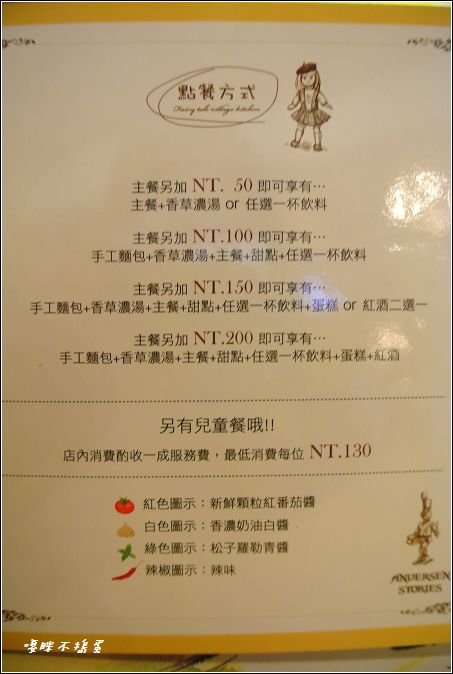 點餐方式
Fairy tale village kitchen
主餐另加 NT. 50 即可享有…
主餐+香草濃湯 or 任選一杯飲料
主餐另加 NT.100 即可享有…
手工麵包+香草濃湯+主餐+甜點+任選一杯飲料
主餐另加 NT.150 即可享有…
手工麵包+香草濃湯+主餐+甜點+任選一杯飲料+蛋糕 or 紅酒二選一
主餐另加 NT.200 即可享有…
手工麵包+香草濃湯+主餐+甜點+任選一杯飲料+蛋糕+紅酒
另有兒童餐哦!!
店內消費酌收一成服務費，最低消費每位 NT.130
紅色圖示：新鮮顆粒紅番茄醬
白色圖示：香濃奶油白醬
綠色圖示：松子羅勒青醬
辣椒圖示：辣味
ANDERSEN
STORIES